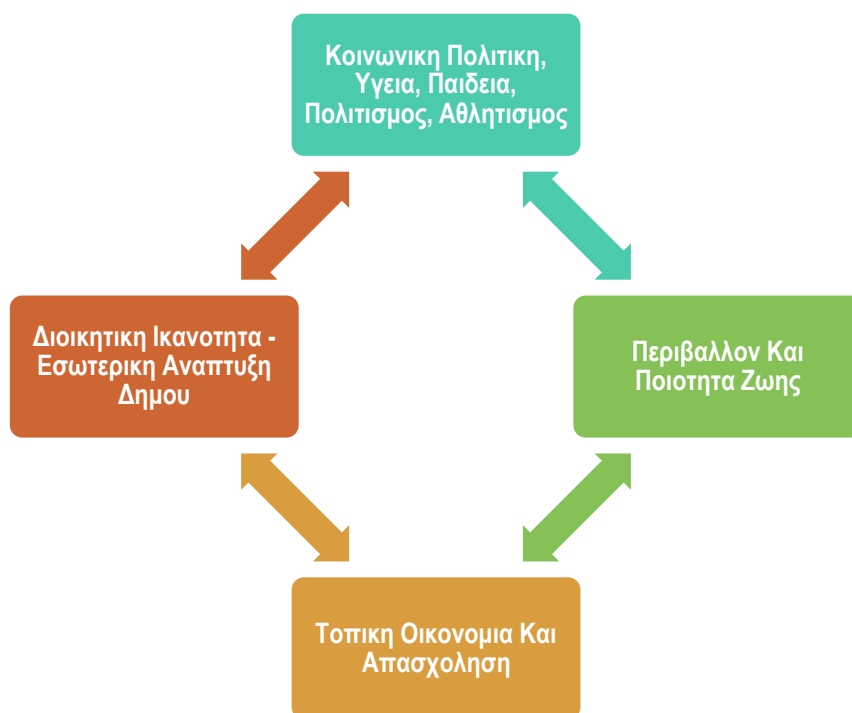 Κοινωνικη Πολιτικη,
Υγεια, Παιδεια,
Πολιτισμος, Αθλητισμος
Διοικητικη Ικανοτητα -
Εσωτερικη Αναπτυξη
Δημου
Περιβαλλον Και
Ποιοτητα Ζωης
Τοπικη Οικονομια Και
Απασχοληση